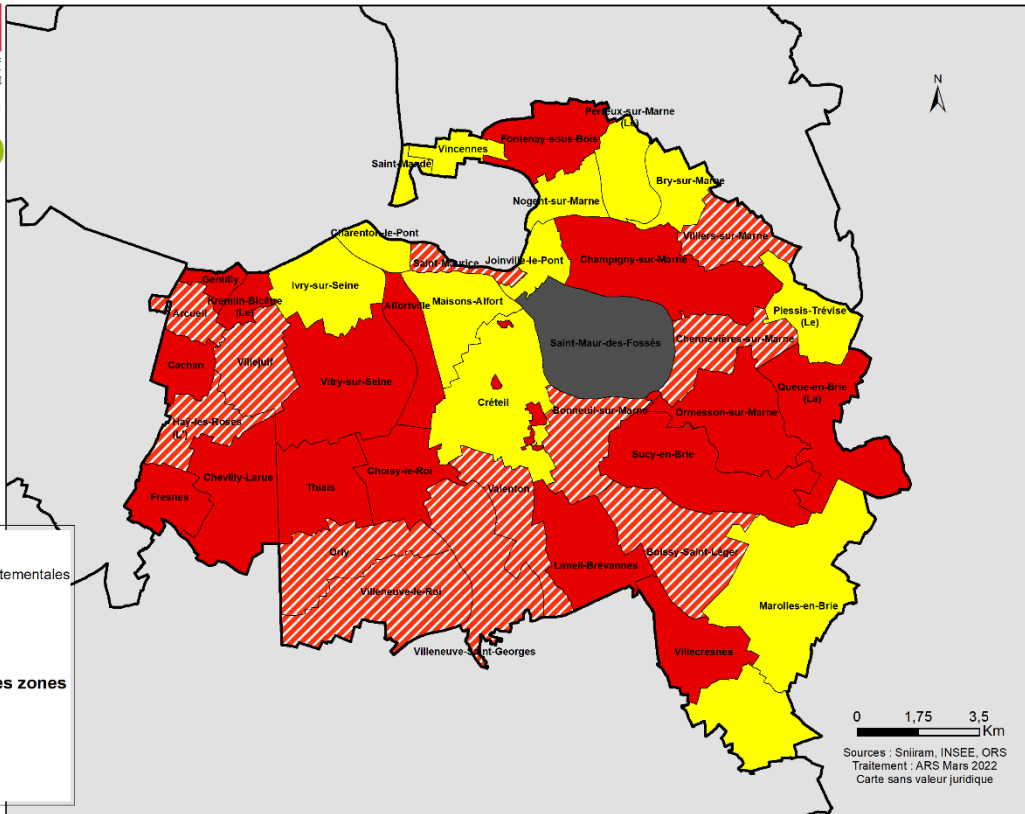 N
Perreux-sur-Marne
(Le)
Fontenay-sous-Bois
Vincennes
Saint-Mandé
Bry-sur-Marne
Nogent-sur-Marne
Villiers-sur-Marne
Charenton-le-Pont
Saint-Maurice
Joinville-le-Pont
Champigny-sur-Marne
Gentilly
Ivry-sur-Seine
Kremlin-Bicêtre
(Le)
Alfortville
Maisons-Alfort
Arcueil
Plessis-Trévise
(Le)
Saint-Maur-des-Fossés
Chennevières-sur-Marne
Cachan
Villejuif
Vitry-sur-Seine
Créteil
Queue-en-Brie
(La)
Bonneuil-sur-Marne
Ormesson-sur-Marne
Hay-les-Roses
(L')
Sucy-en-Brie
Chevilly-Larue
Choisy-le-Roi
Thiais
Valenton
Fresnes
Orly
Boissy-Saint-Léger
Limeil-Brévannes
Villeneuve-le-Roi
Marolles-en-Brie
Villeneuve-Saint-Georges
Villecresnes
tementales
es zones
0 1,75 3,5
Km
Sources : Sniiram, INSEE, ORS
Traitement : ARS Mars 2022
Carte sans valeur juridique